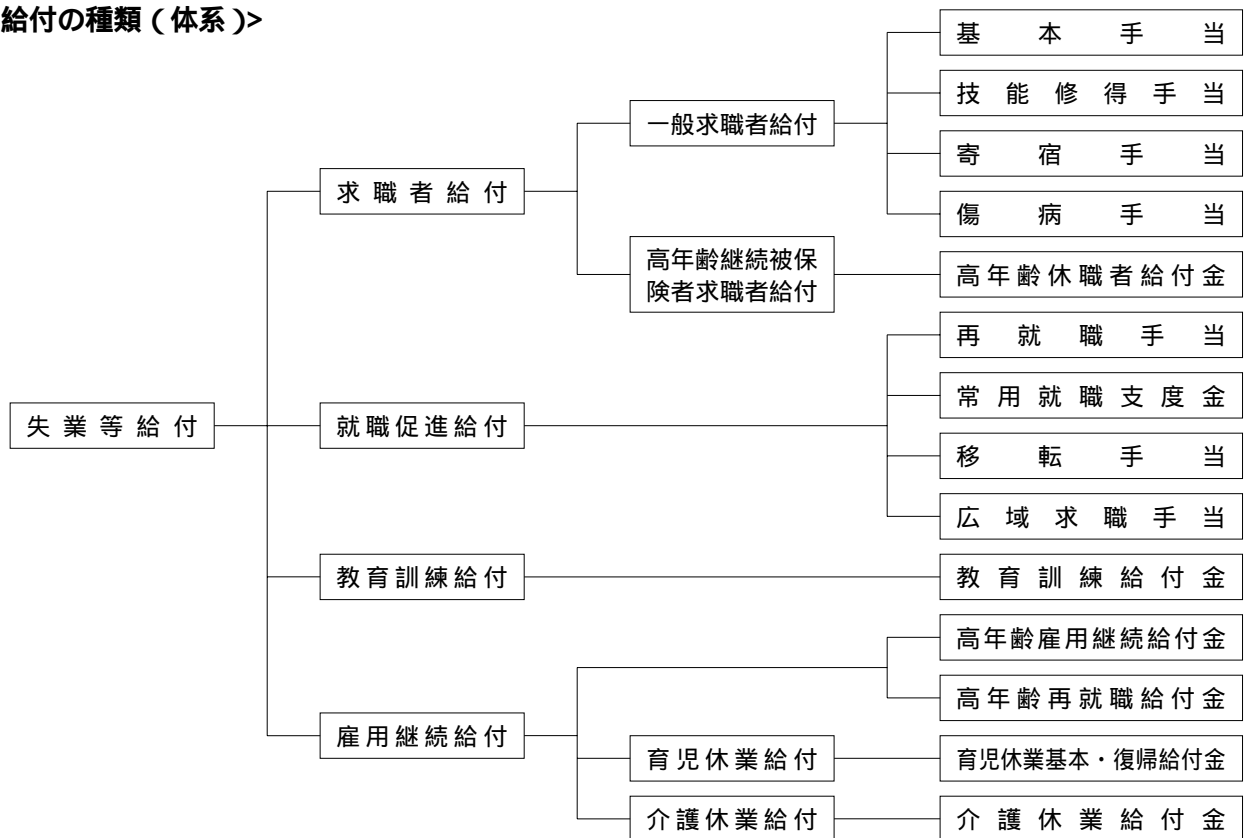 給付の種類（体系）>
基本手当
技能修得手当
一般求職者給付
寄宿手当
求職者給付
傷病手当
高年齢継続被保
険者求職者給付
高年齢休職者給付金
再就職手当
常用就職支度金
失業等給付
就職促進給付
移転手当
広域求職手当
教育訓練給付
教育訓練給付金
高年齢雇用継続給付金
高年齢再就職給付金
雇用継続給付
育児休業給付
育児休業基本・復帰給付金
介護休業給付
介護休業給付金